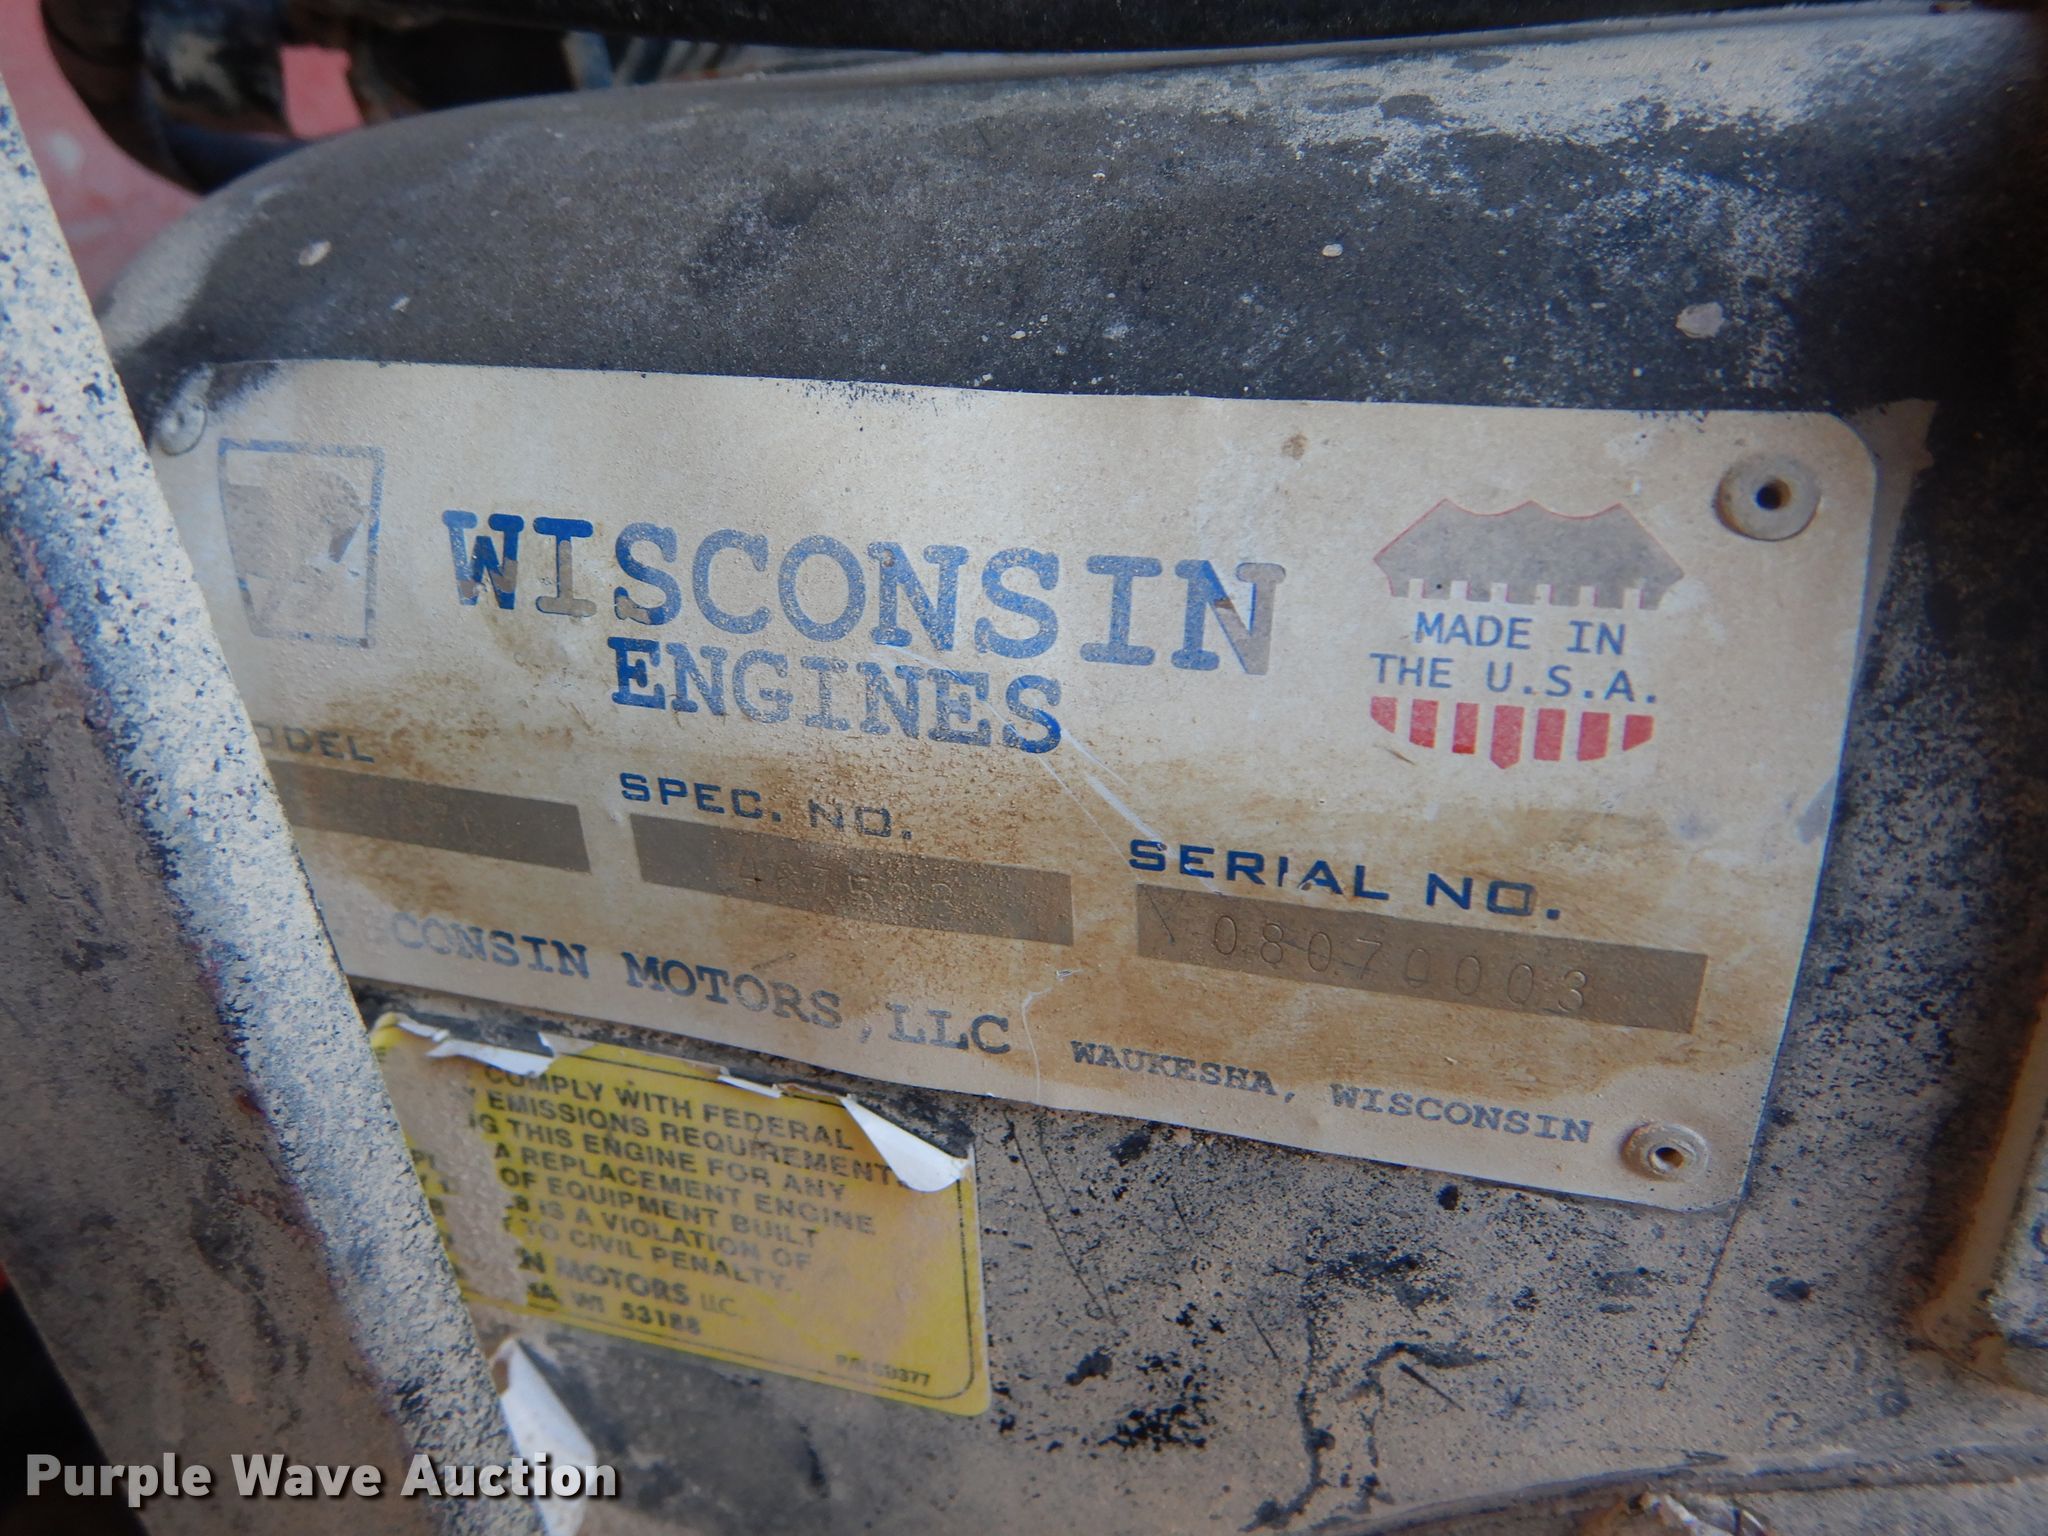 WISCONSIN
ENGINES
MADE IN
THE U.S.A.
ODEL
SPEC. NO.
SERIAL NO.
08070003
CONSIN MOTORS, LLC
WAUKESHA, WISCONSIN
COMPLY WITH FEDERAL
Y EMISSIONS REQUIREMENT
G THIS ENGINE FOR ANY
A REPLACEMENT ENGINE
OF EQUIPMENT BUILT
IS A VIOLATION OF
TO CIVIL PENALTY.
N MOTORS LLC.
HA, WI 53188
Purple Wave Auction